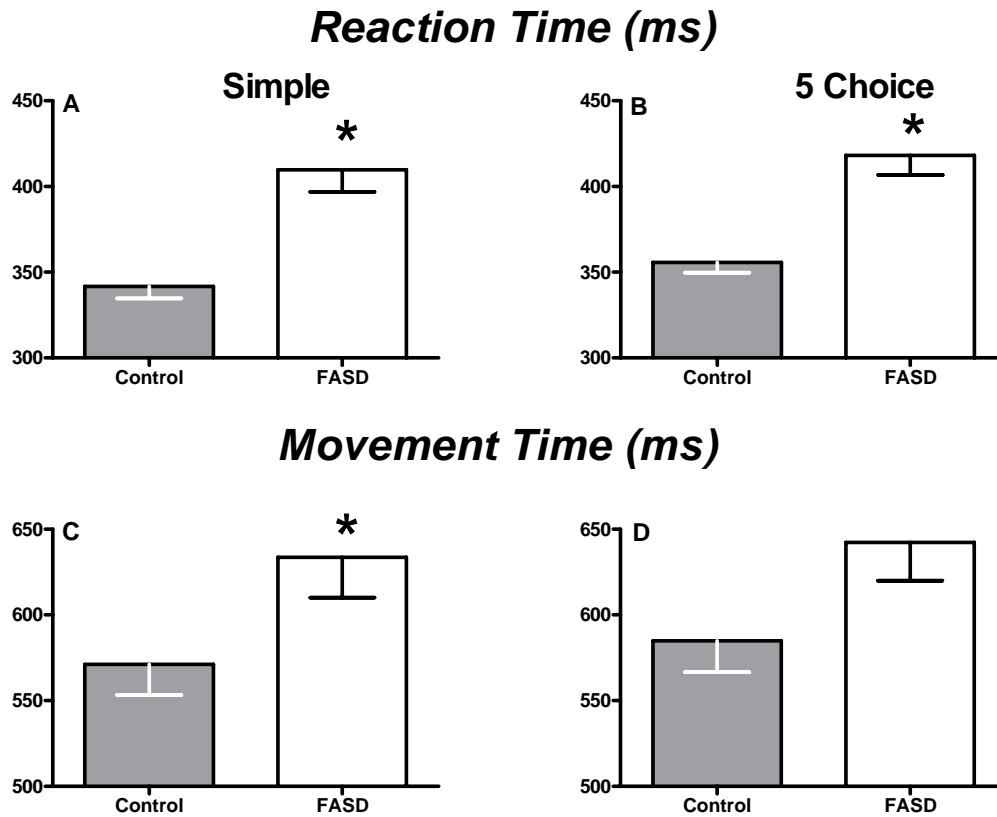 Reaction Time (ms)
Simple
5 Choice
A
450
400
350
300
*
Control
FASD
B
450
400
350
300
*
Control
FASD
Movement Time (ms)
C
650
600
550
500
*
Control
FASD
D
650
600
550
500
Control
FASD